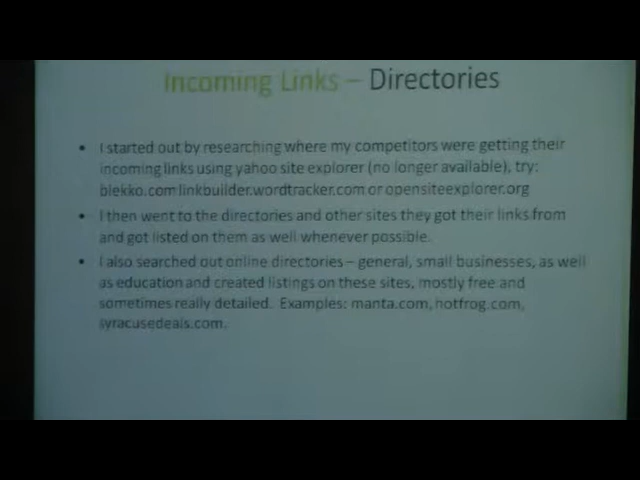 Incoming Links – Directories
• I started out by researching where my competitors were getting their
incoming links using yahoo site explorer (no longer available), try:
blekko.com linkbuilder.wordtracker.com or opensiteexplorer.org
• I then went to the directories and other sites they got their links from
and got listed on them as well whenever possible.
• I also searched out online directories – general, small businesses, as well
as education and created listings on these sites, mostly free and
sometimes really detailed. Examples: manta.com, hotfrog.com,
syracusedeals.com.